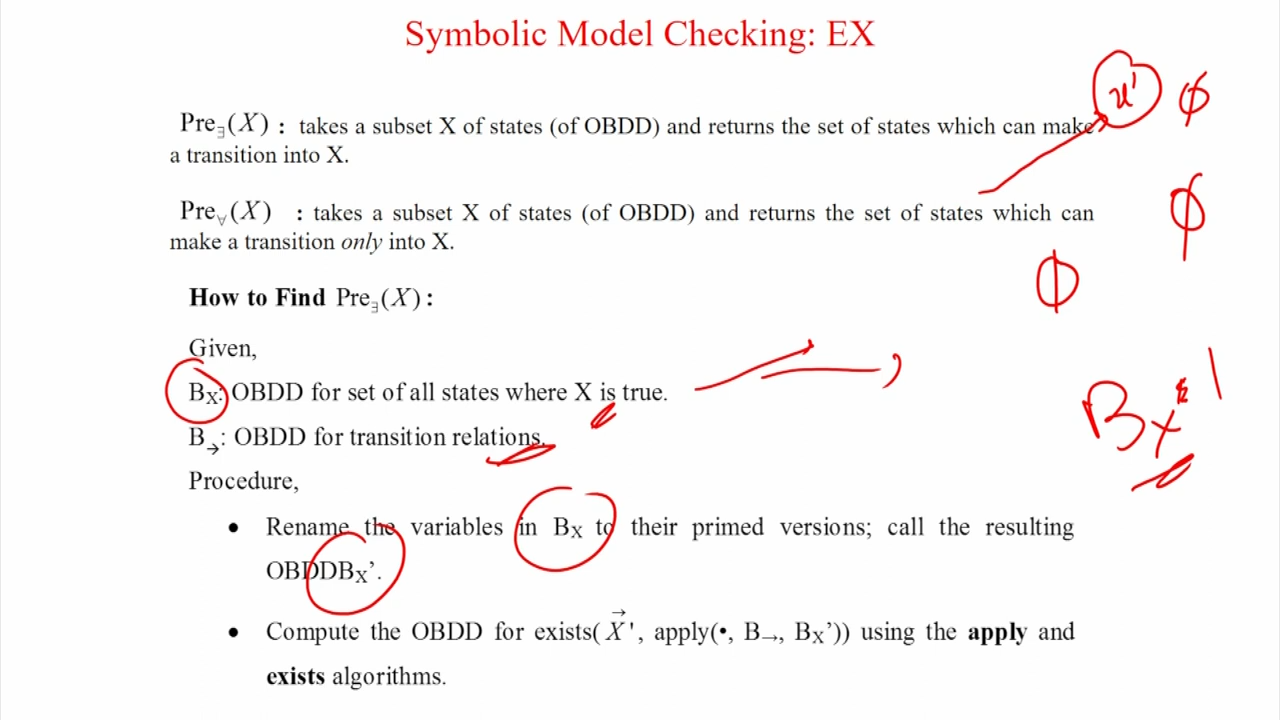 Symbolic Model Checking: EX
Pre∃(X) : takes a subset X of states (of OBDD) and returns the set of states which can make
a transition into X.
Pre∀(X) : takes a subset X of states (of OBDD) and returns the set of states which can
make a transition only into X.
How to Find Pre∃(X) :
Given,
BX: OBDD for set of all states where X is true.
B→: OBDD for transition relations.
Procedure,
• Rename the variables in BX to their primed versions; call the resulting
OBDDBX’.
• Compute the OBDD for exists(X⃗', apply(•, B→, BX’)) using the apply and
exists algorithms.
x'
ϕ
ϕ
ϕ
Bx'